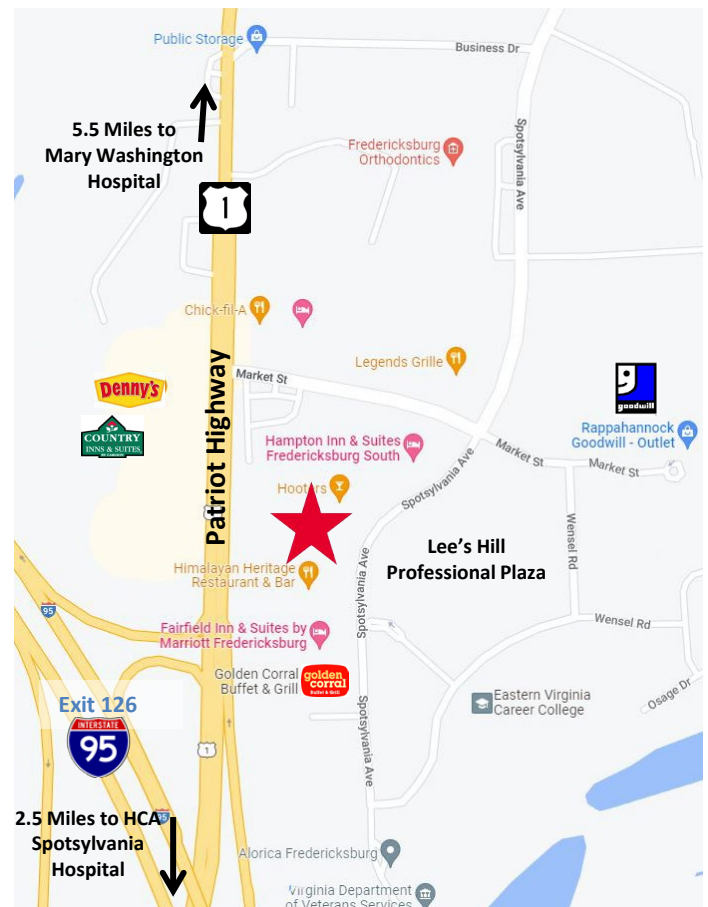 Public Storage
Business Dr
5.5 Miles to
Mary Washington
Hospital
Spotsylvania Ave
Fredericksburg
Orthodontics
1
Chick-fil-A
Patriot Highway
Legends Grille
Market St
Denny's
goodwill
COUNTRY
INNS & SUITES
Rappahannock
Goodwill - Outlet
Hampton Inn & Suites
Fredericksburg South
Market St
Market St
Spotsylvania Ave
Hooters
1
Wensel Rd
Lee's Hill
Professional Plaza
Spotsylvania Ave
Himalayan Heritage
Restaurant & Bar
95
Wensel Rd
Fairfield Inn & Suites by
Marriott Fredericksburg
Golden Corral
Buffet & Grill
golden
corral
Buffet & Grill
Osage Dr
Exit 126
Eastern Virginia
Career College
INTERSTATE
95
1
Spotsylvania Ave
2.5 Miles to HCA
Spotsylvania
Hospital
95
Alorica Fredericksburg
Virginia Department
of Veterans Services